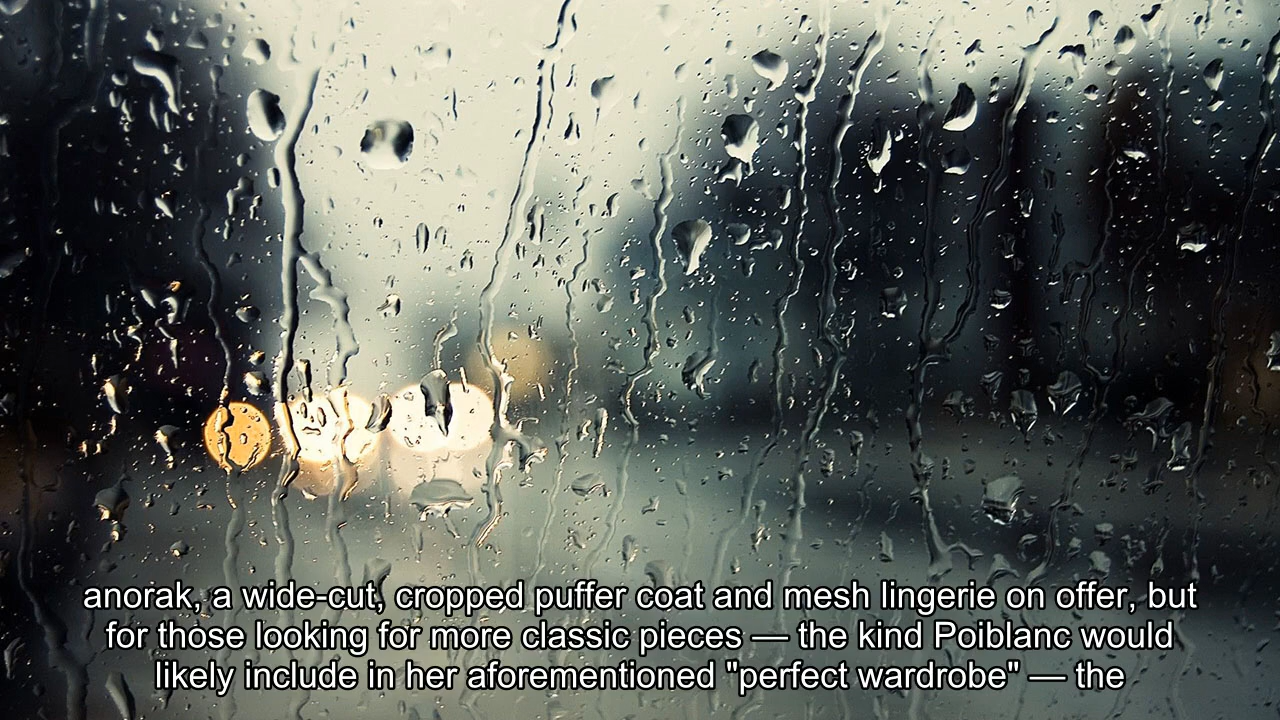 anorak, a wide-cut, cropped puffer coat and mesh lingerie on offer, but
for those looking for more classic pieces — the kind Poiblanc would
likely include in her aforementioned "perfect wardrobe" — the